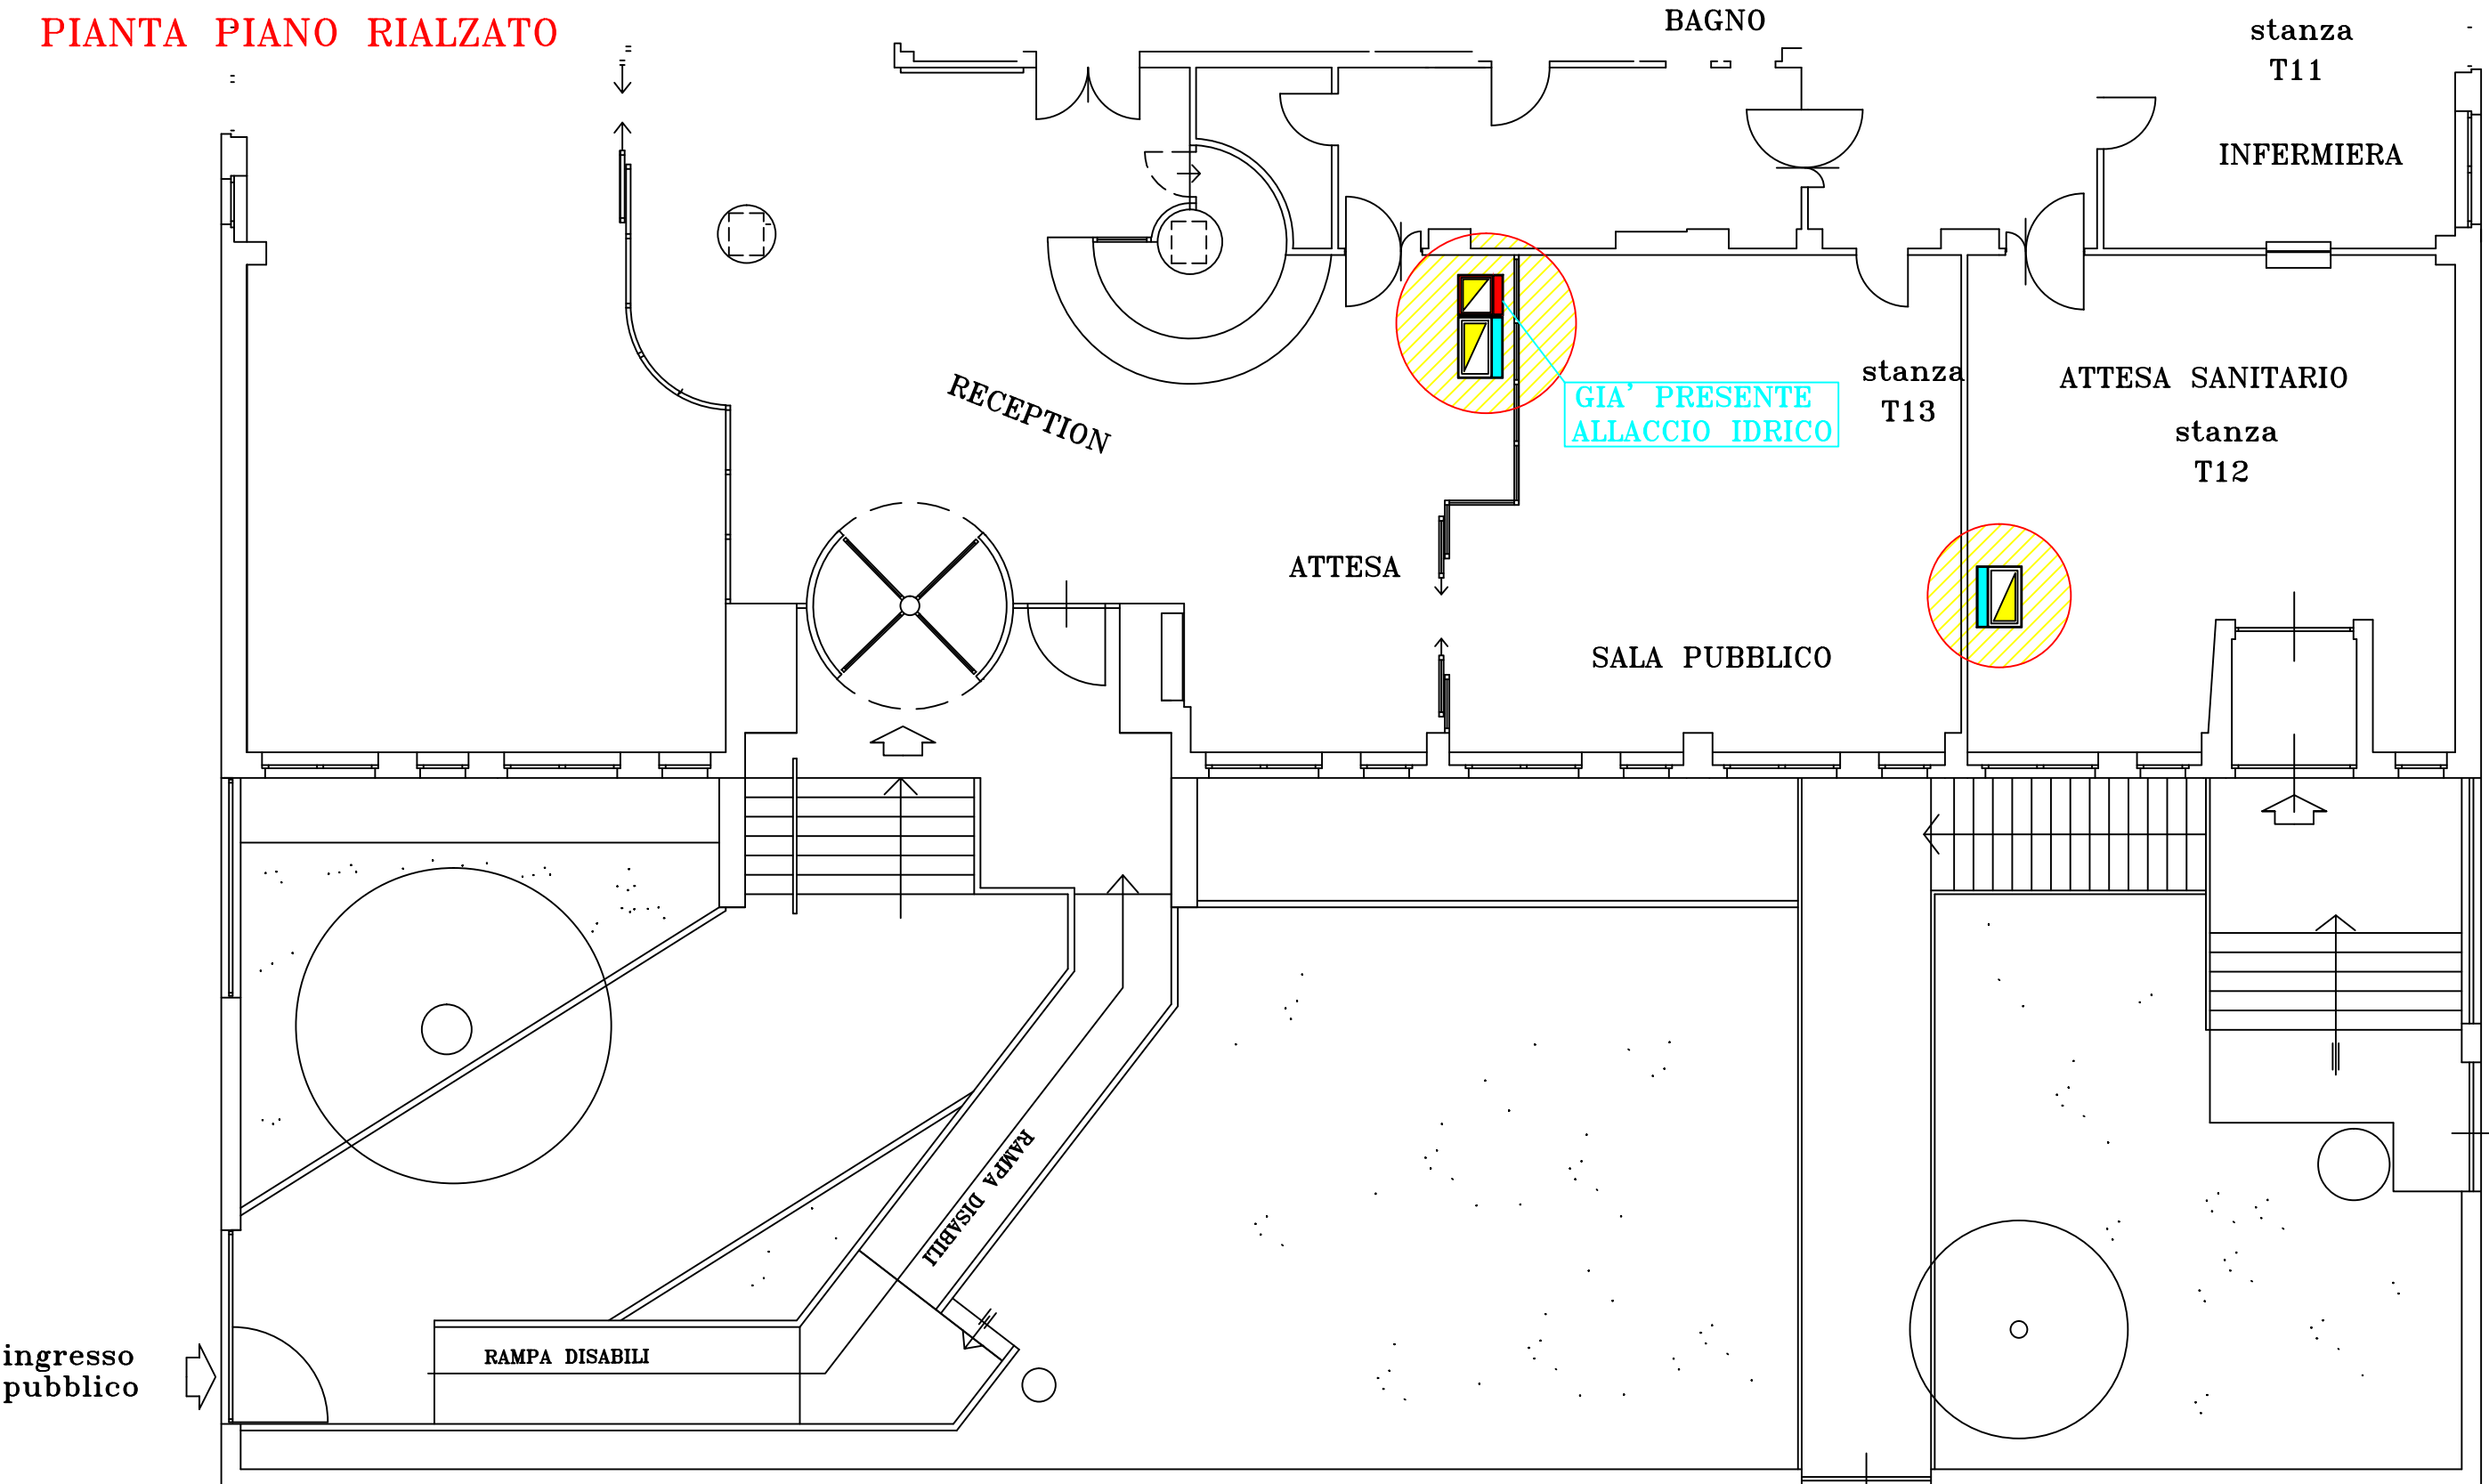 PIANTA PIANO RIALZATO
BAGNO
stanza
T11
INFERMIERA
RECEPTION
GIA' PRESENTE
ALLACCIO IDRICO
stanza
T13
ATTESA SANITARIO
stanza
T12
ATTESA
SALA PUBBLICO
RAMPA DISABILI
RAMPA DISABILI
ingresso
pubblico